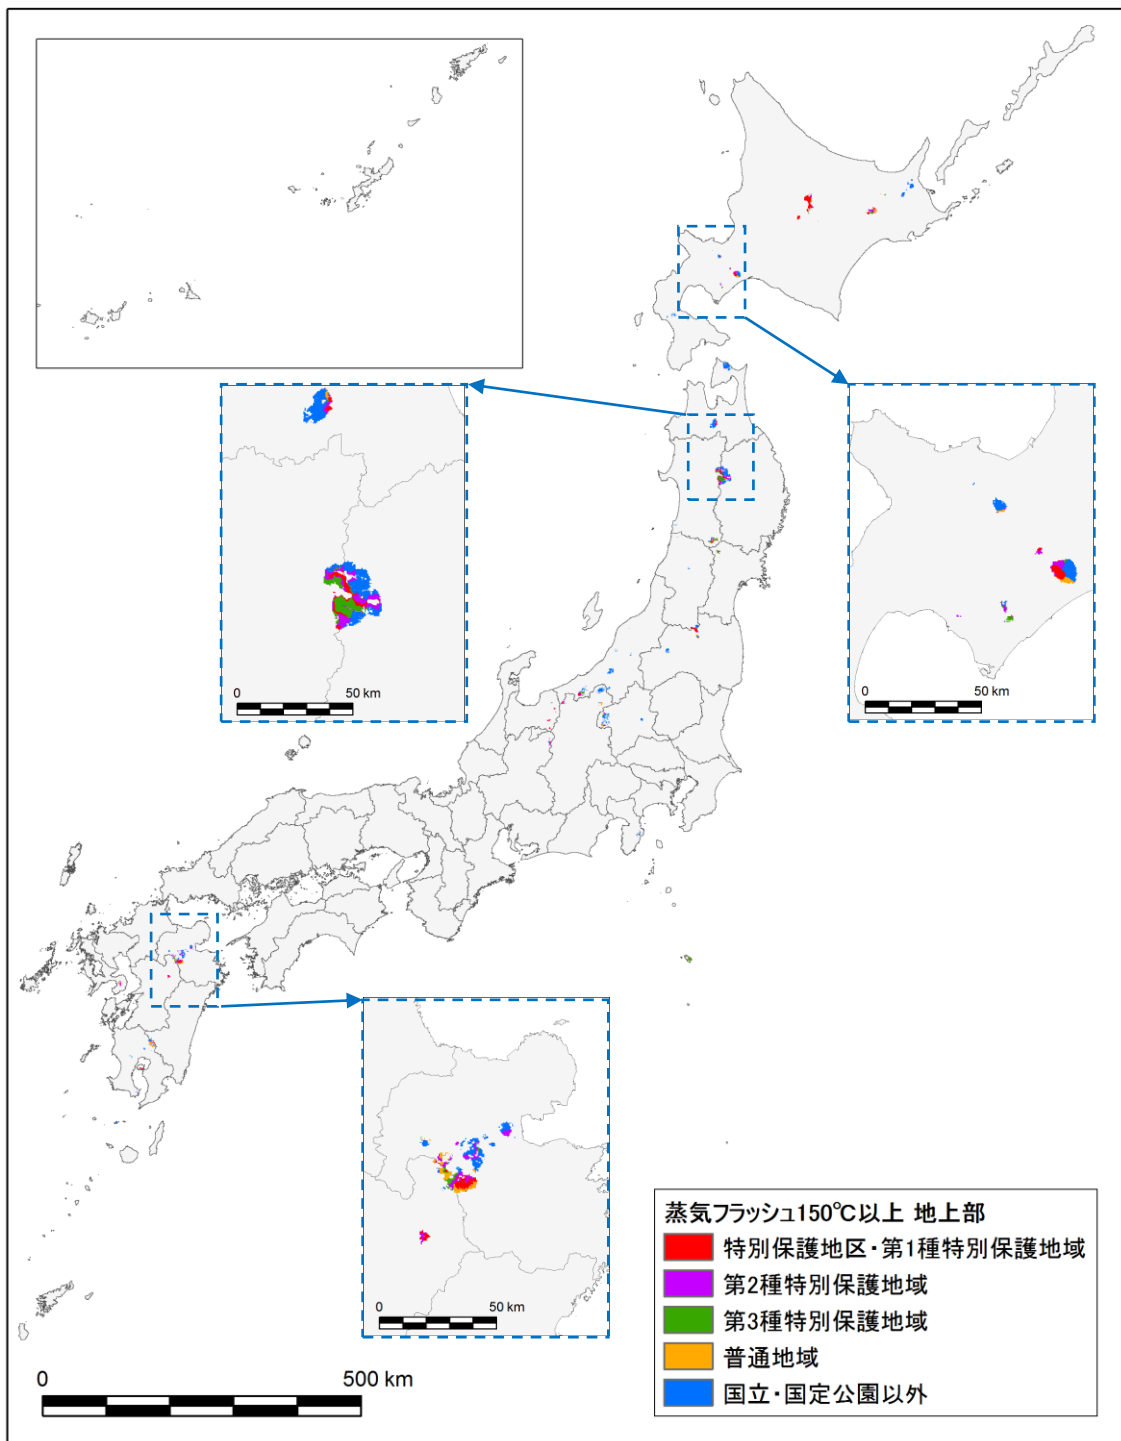 0 50 km
0 50 km
0 50 km
蒸気フラッシュ150℃以上 地上部
特別保護地区・第1種特別保護地域
第2種特別保護地域
第3種特別保護地域
普通地域
国立・国定公園以外
0 500 km